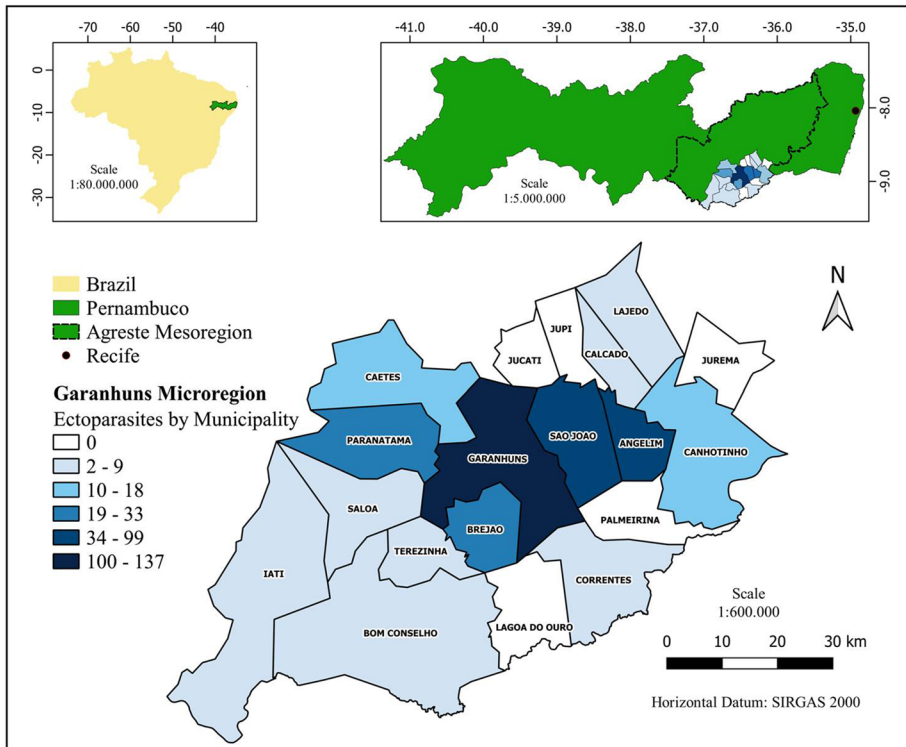 -70 -60 -50 -40
0
-10
-20
-30
Scale
1:80.000.000
-41.0 -40.0 -39.0 -38.0 -37.0 -36.0 -35.0
-8.0
-9.0
Scale
1:5.000.000
Brazil
Pernambuco
Agreste Mesoregion
Recife
Garanhuns Microregion
Ectoparasites by Municipality
0
2 - 9
10 - 18
19 - 33
34 - 99
100 - 137
N
LAJEDO
JUPI
JUCATI
CALCADO
JUREMA
CAETES
PARANATAMA
GARANHUNS
SAO JOAO
ANGELIM
CANHOTINHO
SALOA
BREJAO
PALMEIRINA
TEREZINHA
IATI
CORRENTES
BOM CONSELHO
LAGOA DO OURO
Scale
1:600.000
0 10 20 30 km
Horizontal Datum: SIRGAS 2000